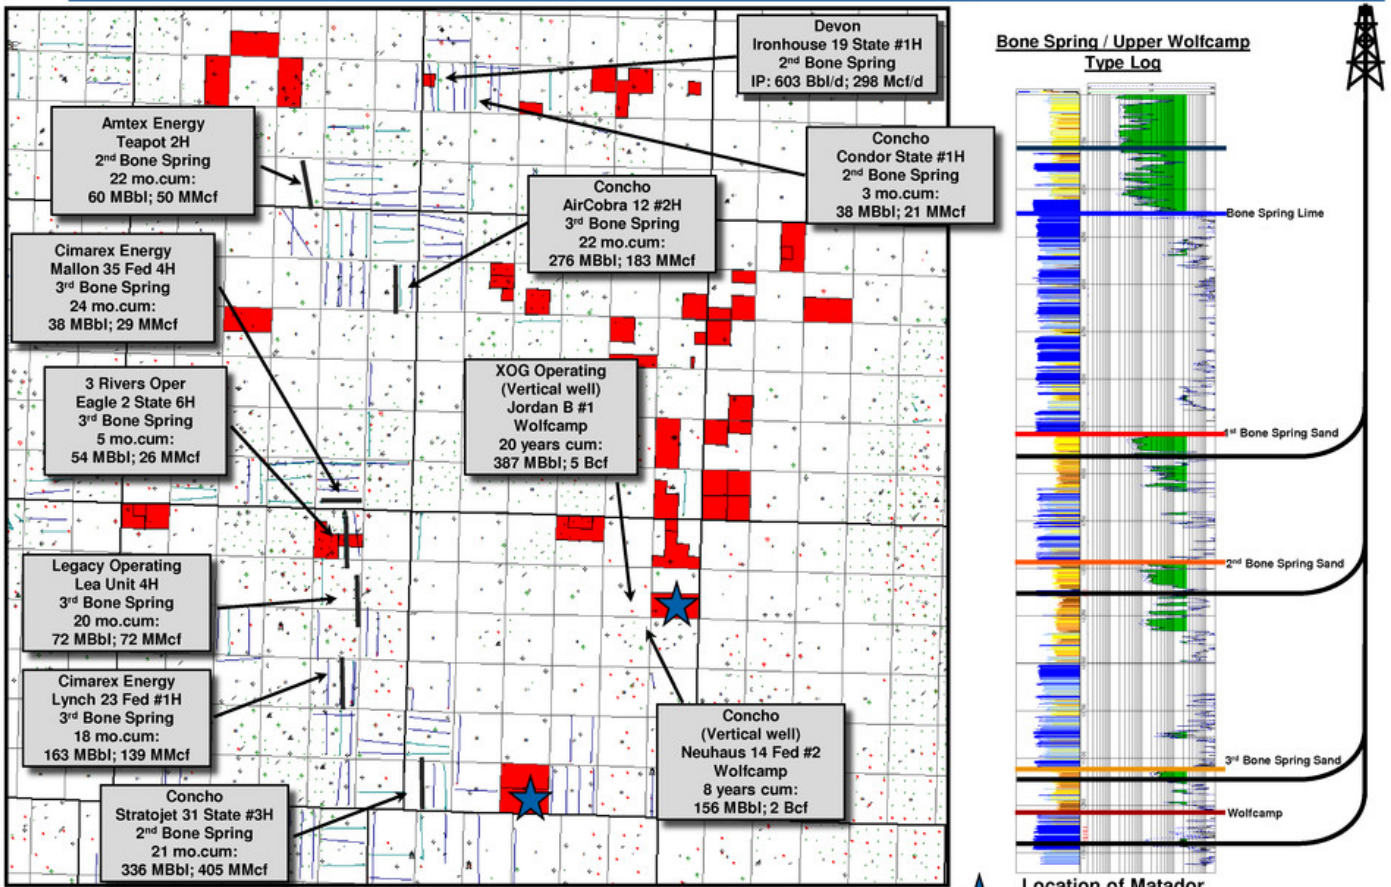 Devon
Ironhouse 19 State #1H
2nd Bone Spring
IP: 603 Bbl/d; 298 Mcf/d
Amtex Energy
Teapot 2H
2nd Bone Spring
22 mo.cum:
60 MBbl; 50 MMcf
Concho
Condor State #1H
2nd Bone Spring
3 mo.cum:
38 MBbl; 21 MMcf
Concho
AirCobra 12 #2H
3rd Bone Spring
22 mo.cum:
276 MBbl; 183 MMcf
Cimarex Energy
Mallon 35 Fed 4H
3rd Bone Spring
24 mo.cum:
38 MBbl; 29 MMcf
3 Rivers Oper
Eagle 2 State 6H
3rd Bone Spring
5 mo.cum:
54 MBbl; 26 MMcf
XOG Operating
(Vertical well)
Jordan B #1
Wolfcamp
20 years cum:
387 MBbl; 5 Bcf
Legacy Operating
Lea Unit 4H
3rd Bone Spring
20 mo.cum:
72 MBbl; 72 MMcf
Cimarex Energy
Lynch 23 Fed #1H
3rd Bone Spring
18 mo.cum:
163 MBbl; 139 MMcf
Concho
(Vertical well)
Neuhaus 14 Fed #2
Wolfcamp
8 years cum:
156 MBbl; 2 Bcf
Concho
Stratojet 31 State #3H
2nd Bone Spring
21 mo.cum:
336 MBbl; 405 MMcf
Bone Spring / Upper Wolfcamp
Type Log
Bone Spring Lime
1st Bone Spring Sand
2nd Bone Spring Sand
3rd Bone Spring Sand
Wolfcamp
Location of Matador